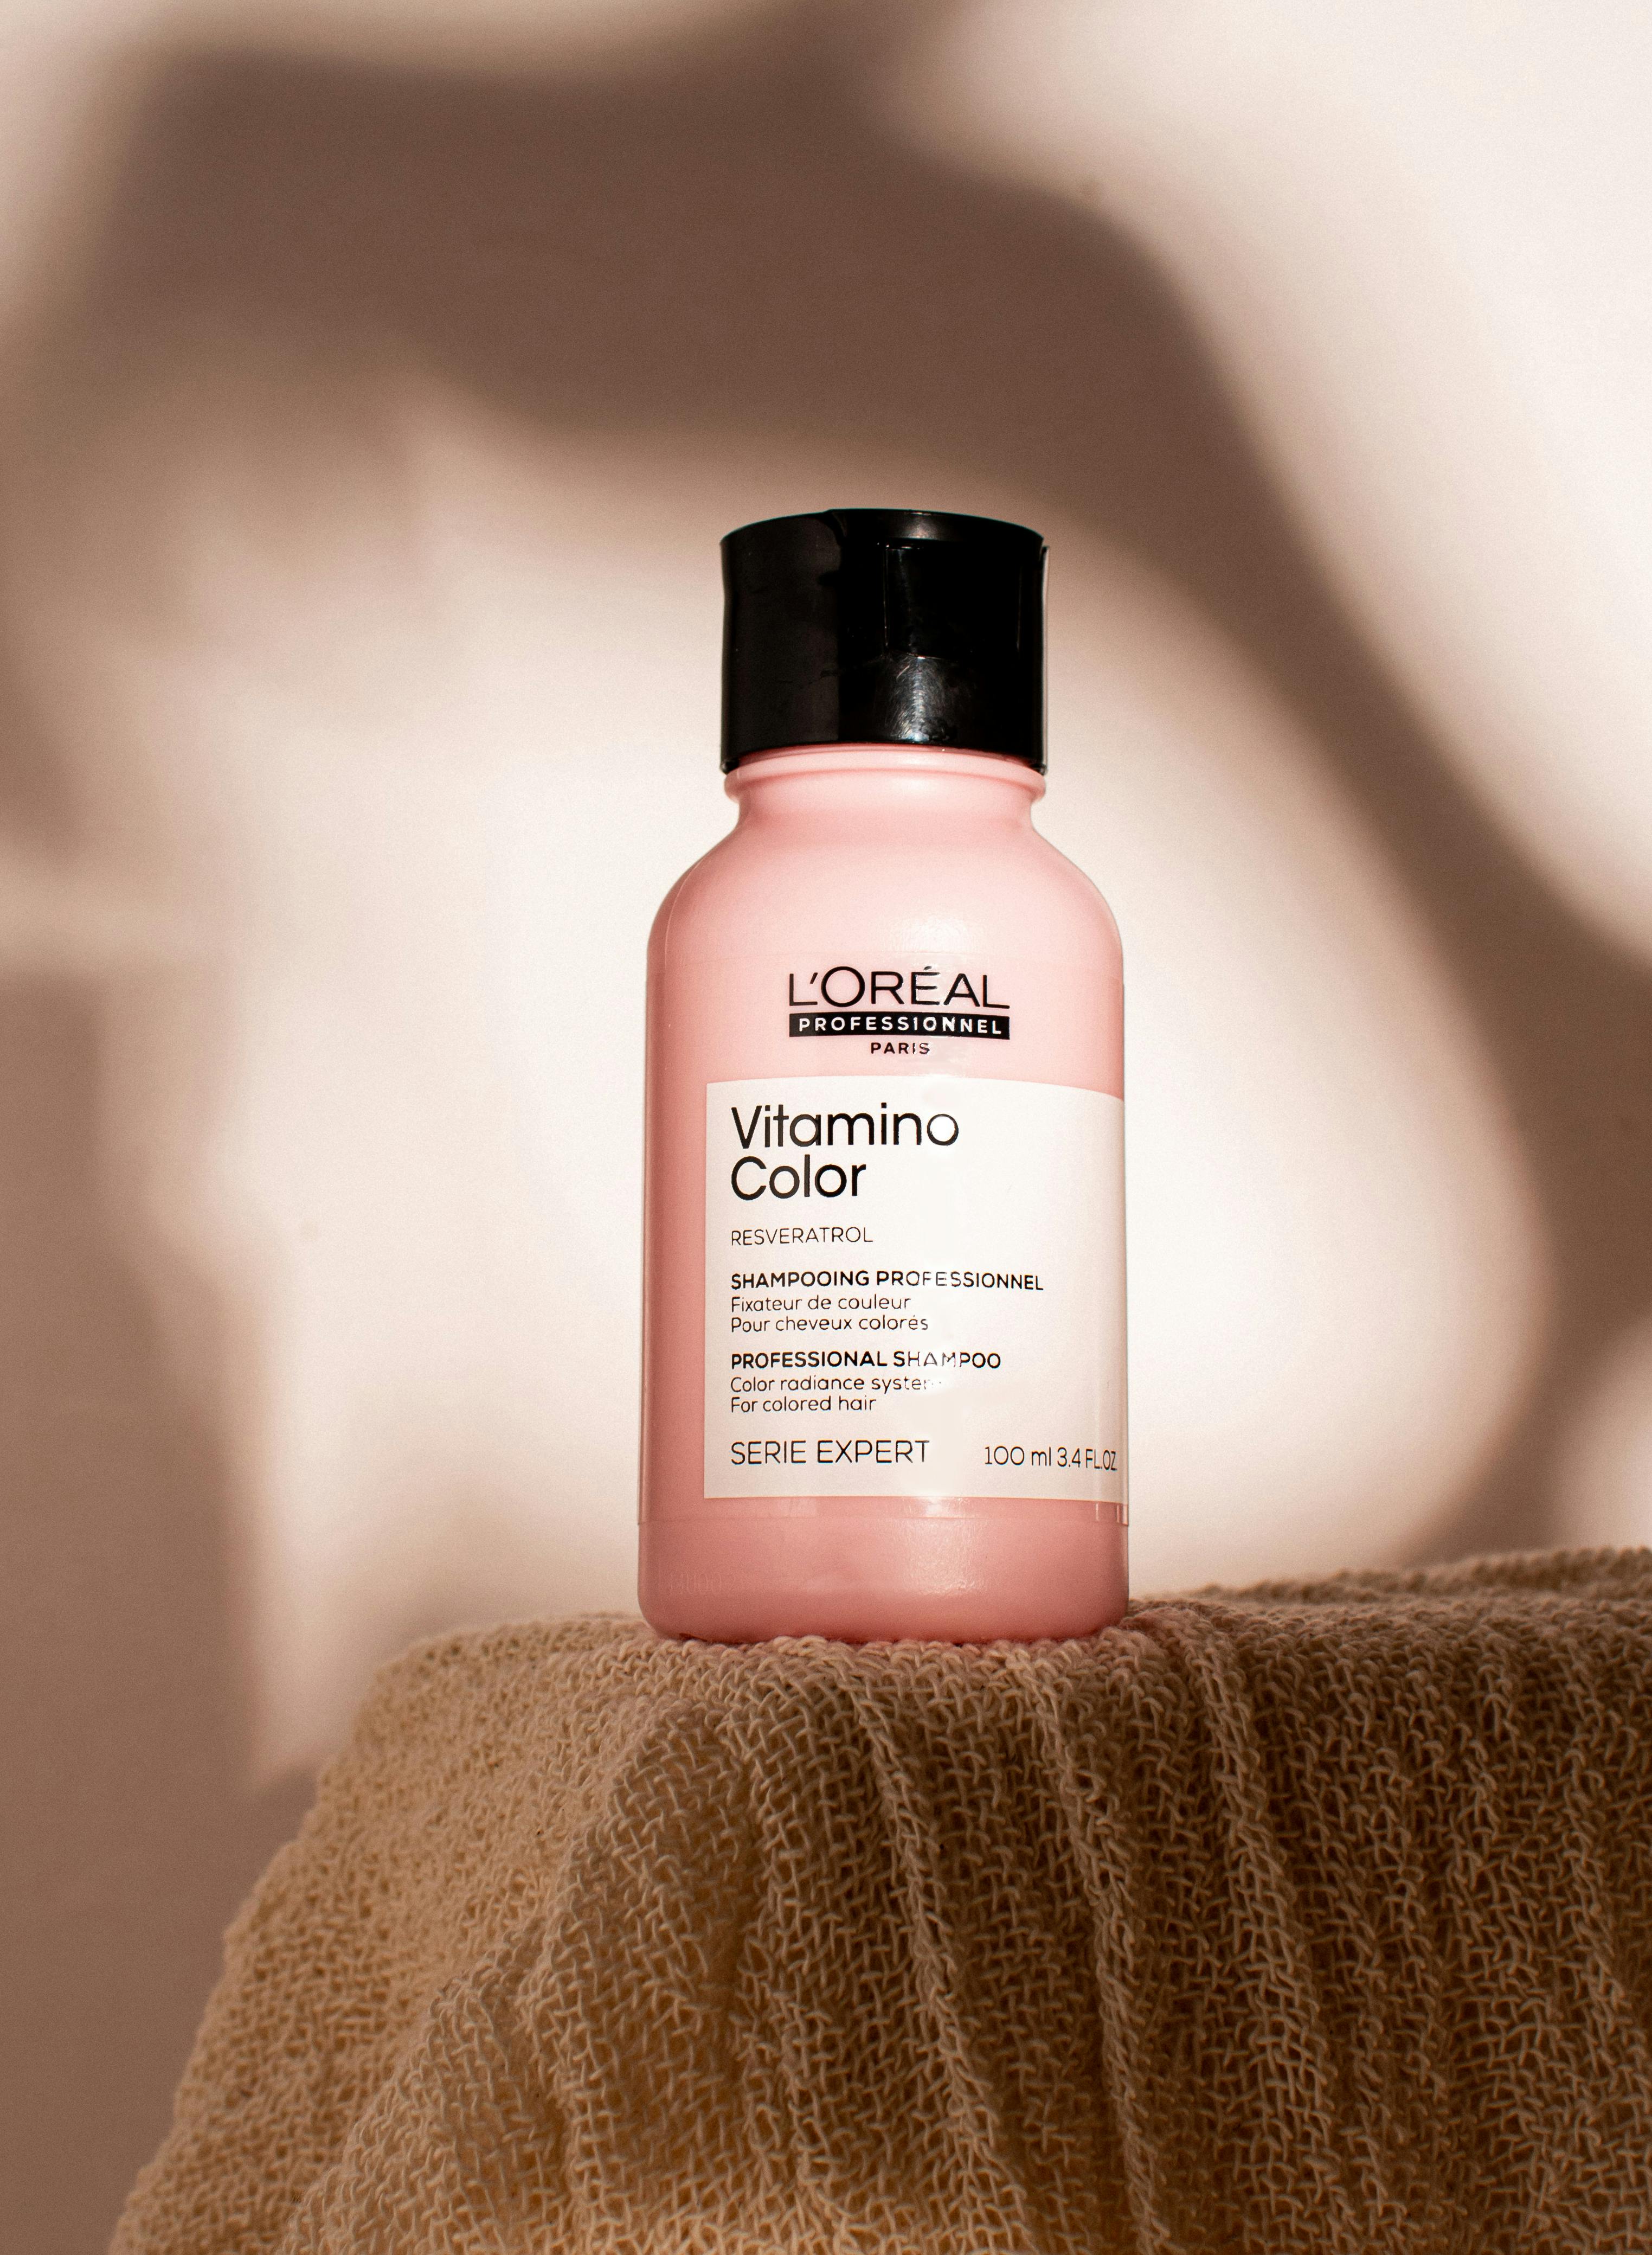 L'ORÉAL
PROFESSIONNEL
PARIS
Vitamino
Color
RESVERATROL
SHAMPOOING PROFESSIONNEL
Fixateur de couleur
Pour cheveux colorés
PROFESSIONAL SHAMPOO
Color radiance system
For colored hair
SERIE EXPERT 100 ml 3.4 FL.OZ